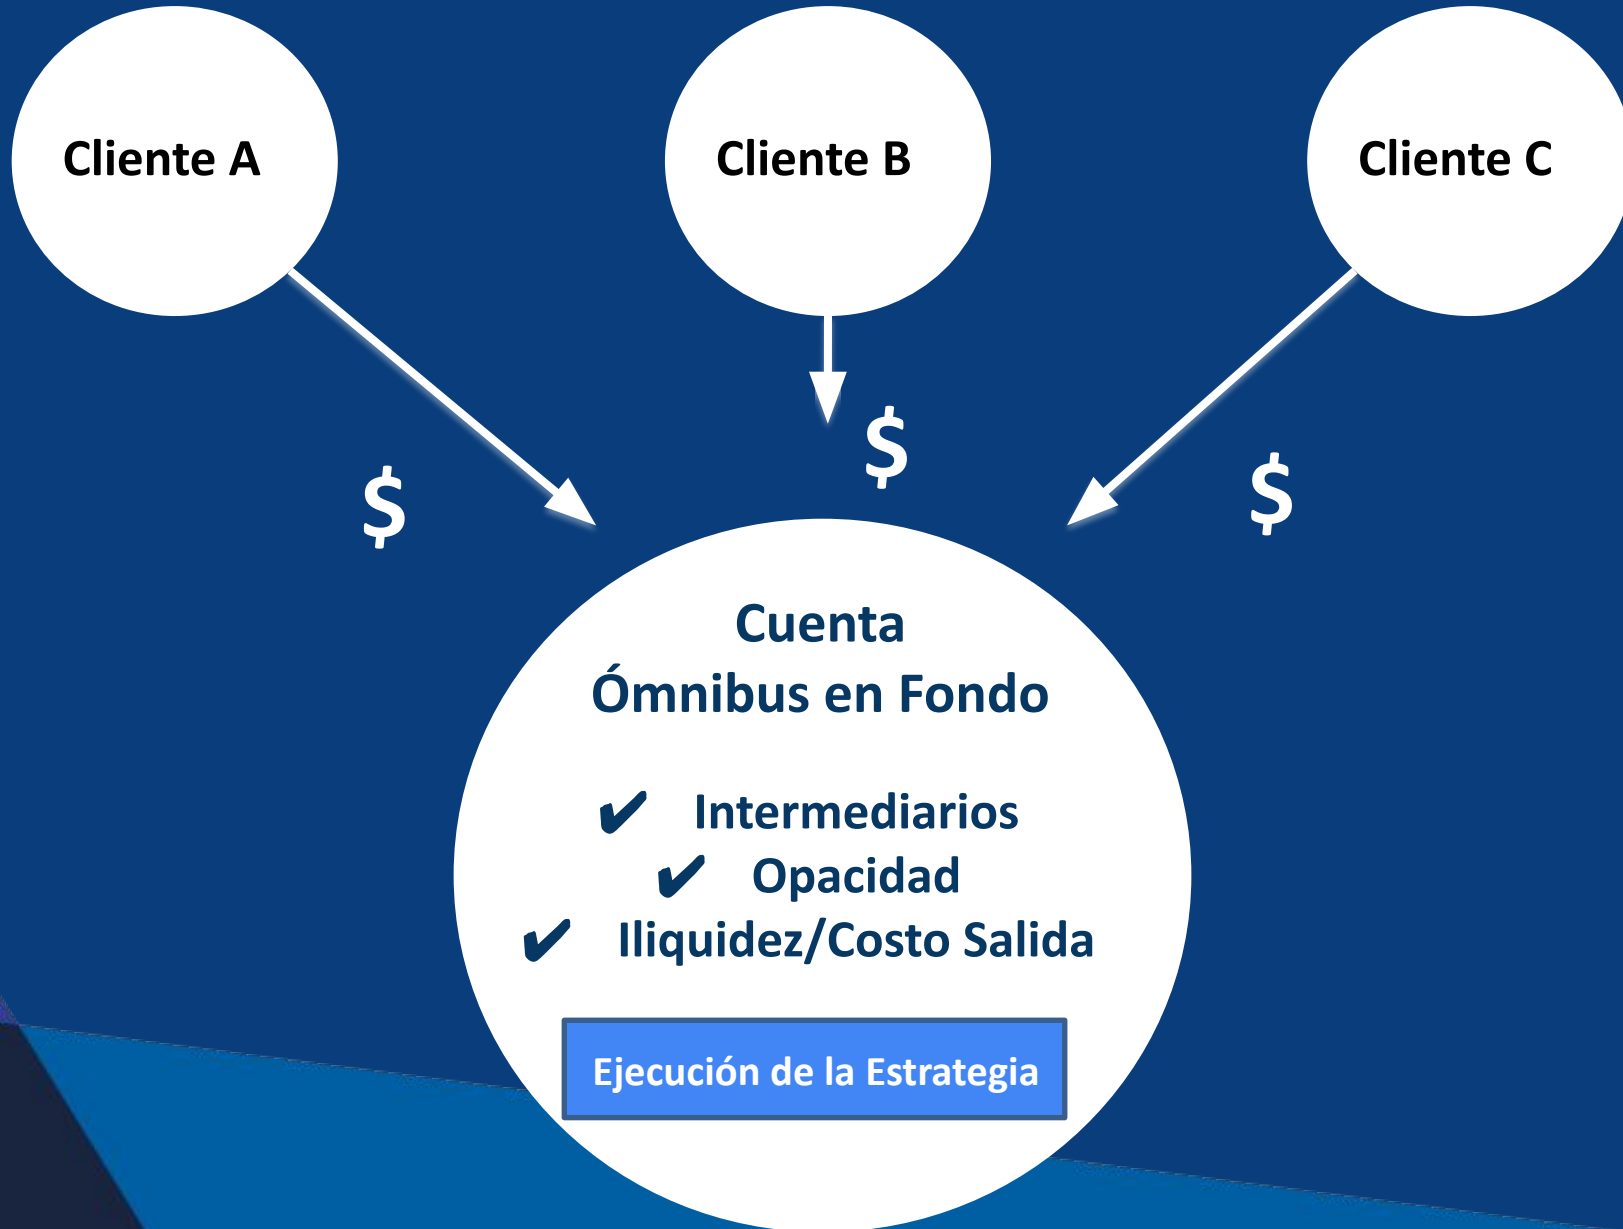 Cliente A
Cliente B
Cliente C
$
$
$
Cuenta
Ómnibus en Fondo
✔ Intermediarios
✔ Opacidad
✔ Iliquidez/Costo Salida
Ejecución de la Estrategia